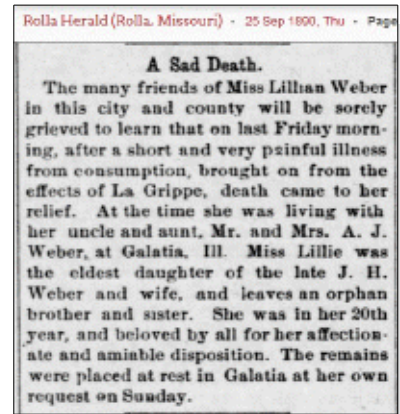 Rolla Herald (Rolla, Missouri) - 25 Sep 1890, Thu - Page
A Sad Death.
The many friends of Miss Lillian Weber
in this city and county will be sorely
grieved to learn that on last Friday morn-
ing, after a short and very painful illness
from consumption, brought on from the
effects of La Grippe, death came to her
relief. At the time she was living with
her uncle and aunt, Mr. and Mrs. A. J.
Weber, at Galatia, Ill. Miss Lillie was
the eldest daughter of the late J. H.
Weber and wife, and leaves an orphan
brother and sister. She was in her 20th
year, and beloved by all for her affection-
ate and amiable disposition. The remains
were placed at rest in Galatia at her own
request on Sunday.